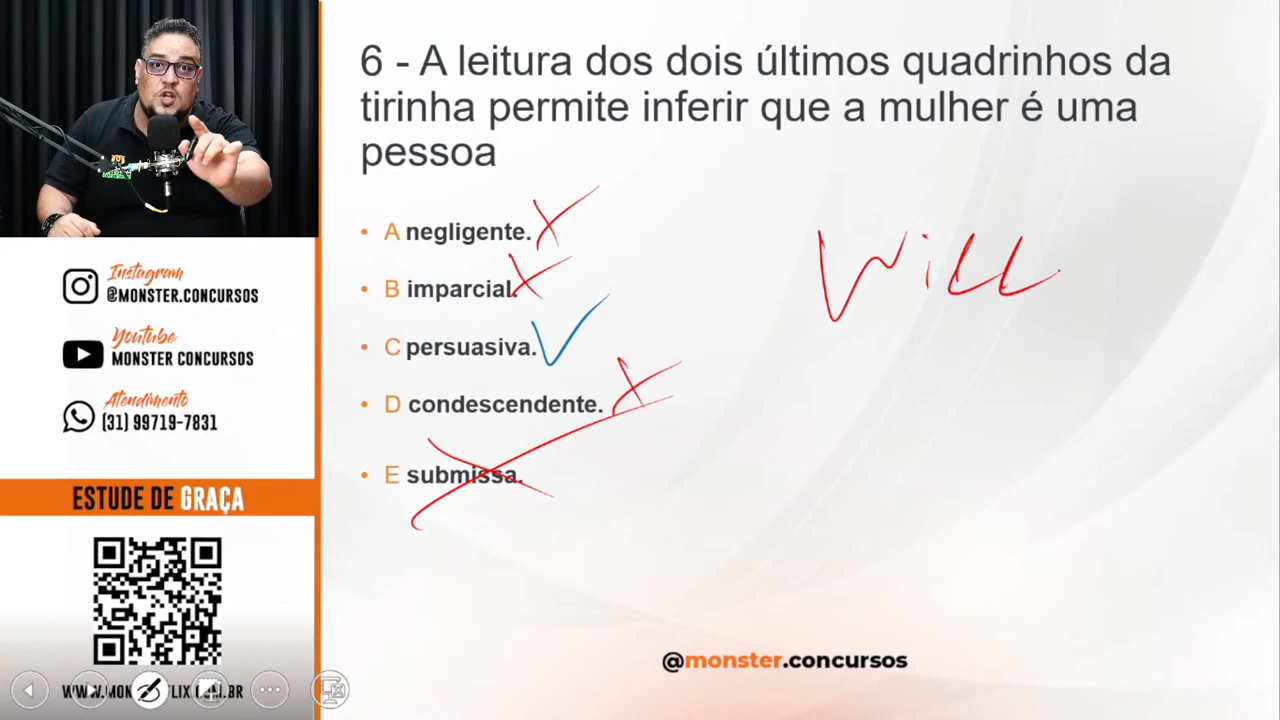 6 - A leitura dos dois últimos quadrinhos da
tirinha permite inferir que a mulher é uma
pessoa
• A negligente.
• B imparcial.
• C persuasiva.
• D condescendente.
• E submissa.
Will
Instagram
@MONSTER.CONCURSOS
Youtube
MONSTER CONCURSOS
Atendimento
(31) 99719-7831
ESTUDE DE GRAÇA
@monster.concursos